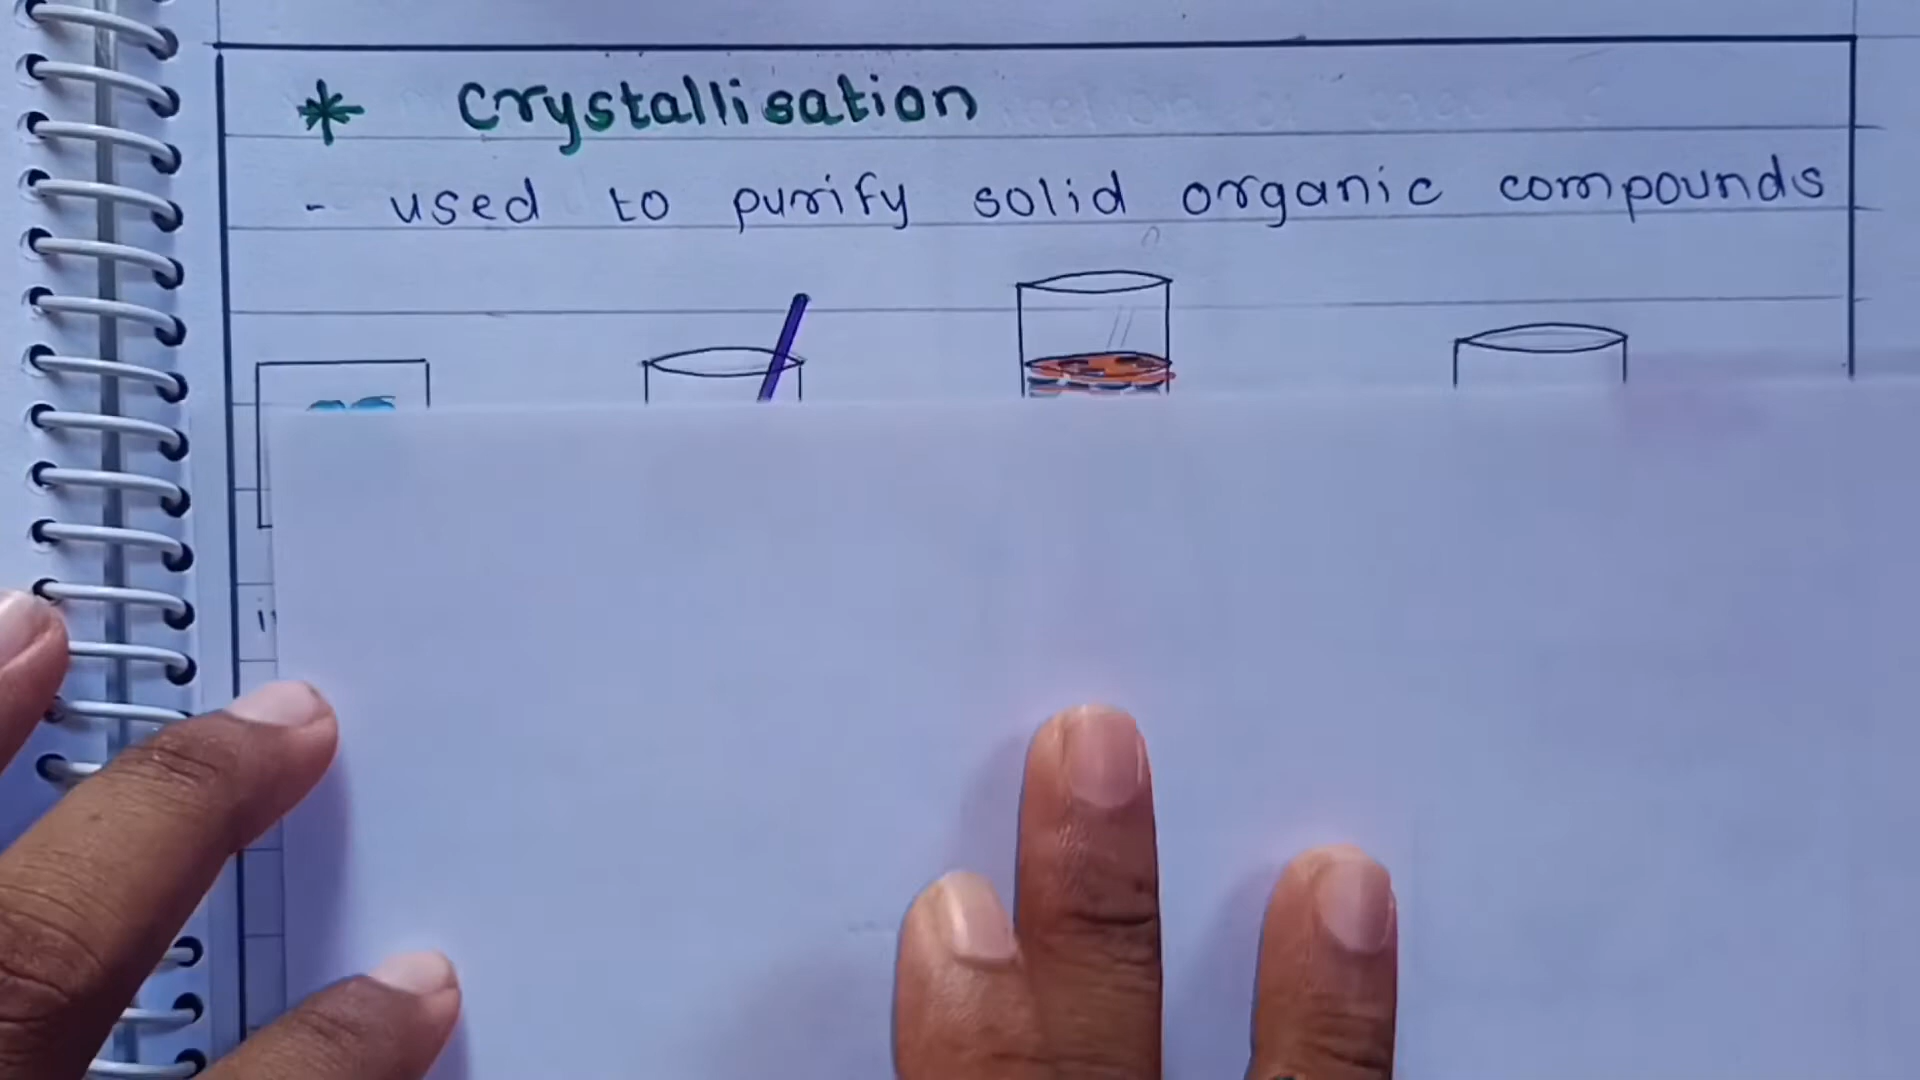 * Crystallisation
- used to purify solid organic compounds